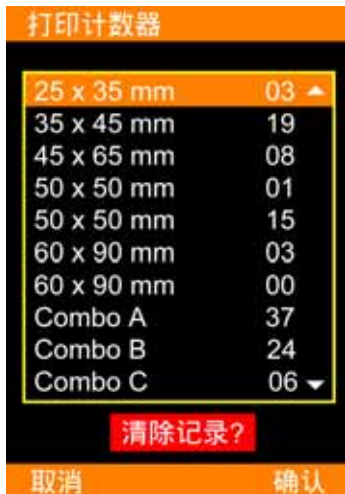 打印计数器
25 x 35 mm 03
35 x 45 mm 19
45 x 65 mm 08
50 x 50 mm 01
50 x 50 mm 15
60 x 90 mm 03
60 x 90 mm 00
Combo A 37
Combo B 24
Combo C 06
清除记录?
取消 确认